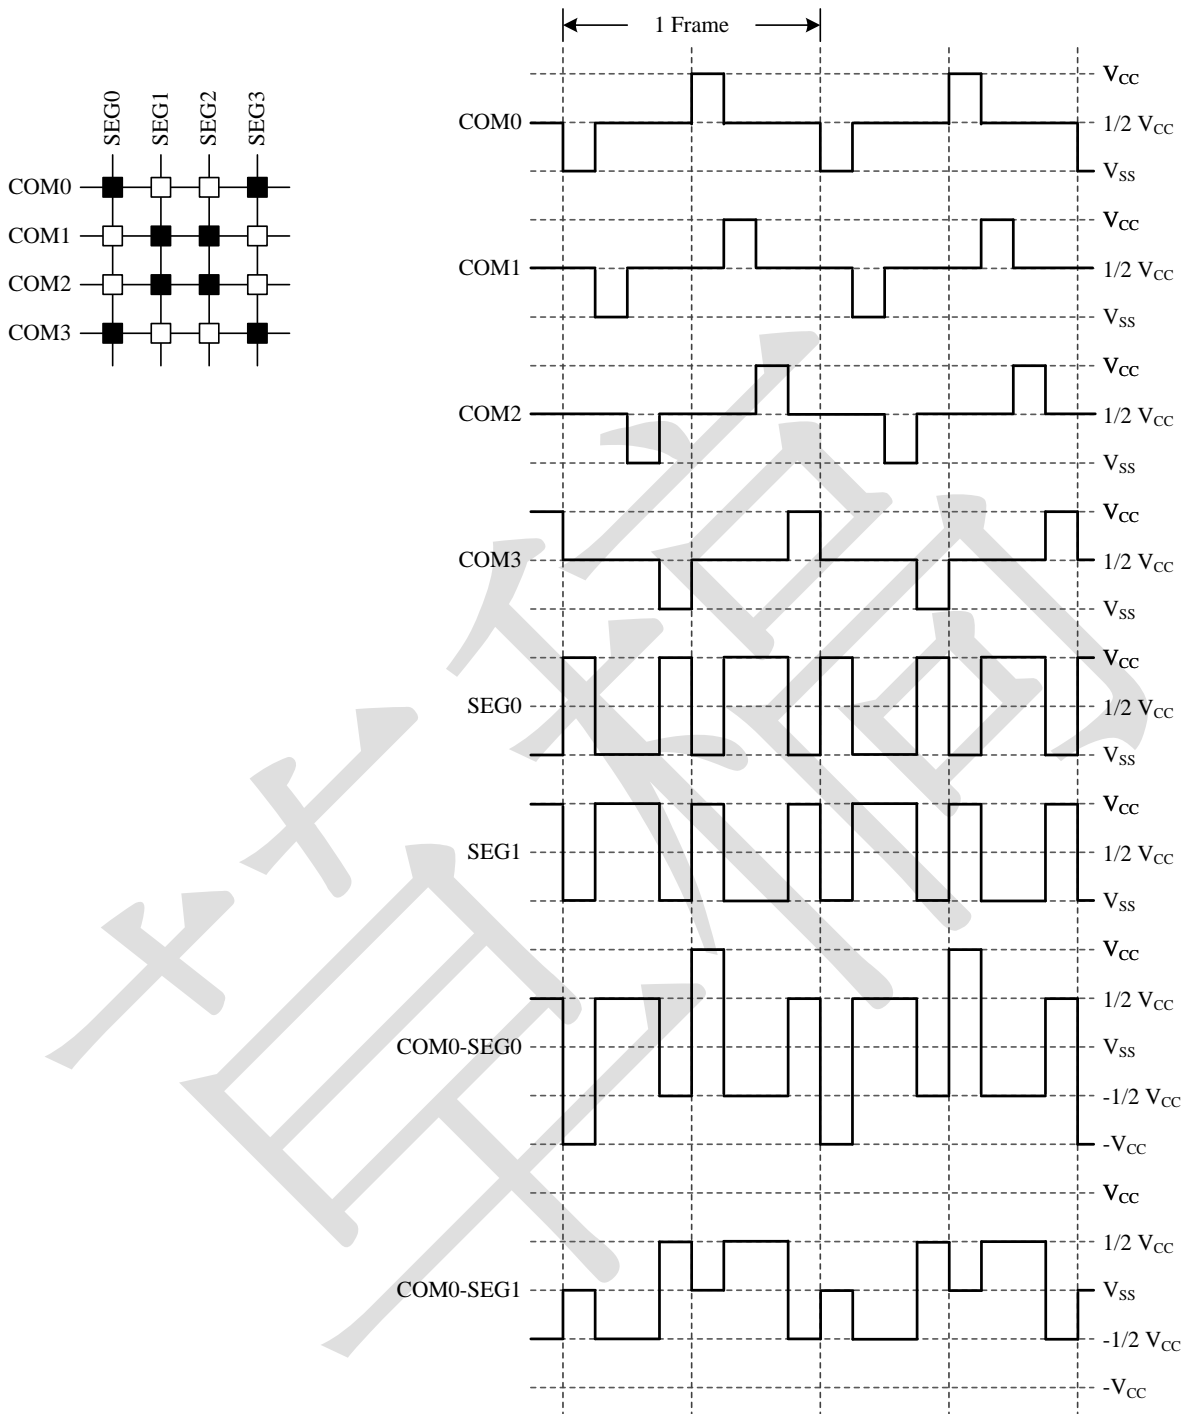 1 Frame
SEG0
SEG1
SEG2
SEG3
COM0
COM1
COM2
COM3
COM0
VCC
1/2 VCC
VSS
COM1
VCC
1/2 VCC
VSS
COM2
VCC
1/2 VCC
VSS
COM3
VCC
1/2 VCC
VSS
SEG0
VCC
1/2 VCC
VSS
SEG1
VCC
1/2 VCC
VSS
COM0-SEG0
VCC
1/2 VCC
VSS
-1/2 VCC
-VCC
COM0-SEG1
VCC
1/2 VCC
VSS
-1/2 VCC
-VCC
草稿